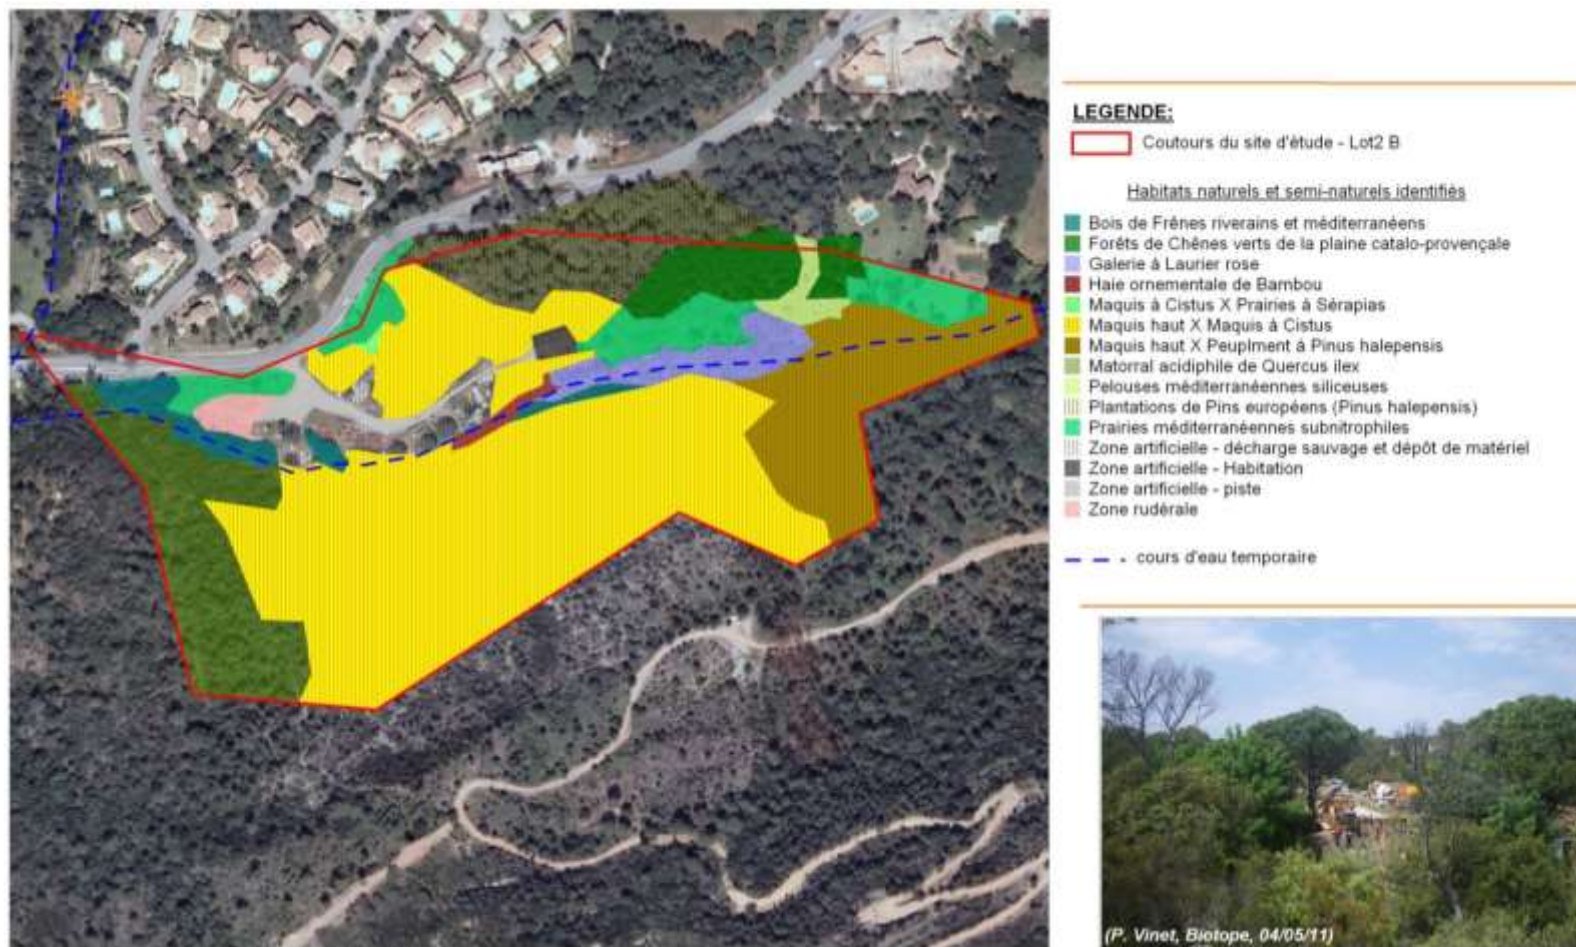 LEGENDE:
Coutours du site d'étude - Lot2 B
Habitats naturels et semi-naturels identifiès
Bois de Frênes riverains et méditerranéens
Forêts de Chênes verts de la plaine catalo-provençale
Galerie à Laurier rose
Haie ornementale de Bambou
Maquis à Cistus X Prairies à Sérapias
Maquis haut X Maquis à Cistus
Maquis haut X Peuplment à Pinus halepensis
Matorral acidiphile de Quercus ilex
Pelouses méditerranéennes siliceuses
Plantations de Pins européens (Pinus halepensis)
Prairies méditerranéennes subnitrophiles
Zone artificielle - décharge sauvage et dépôt de matériel
Zone artificielle - Habitation
Zone artificielle - piste
Zone rudérale
cours d'eau temporaire
(P. Vinet, Biotope, 04/05/11)